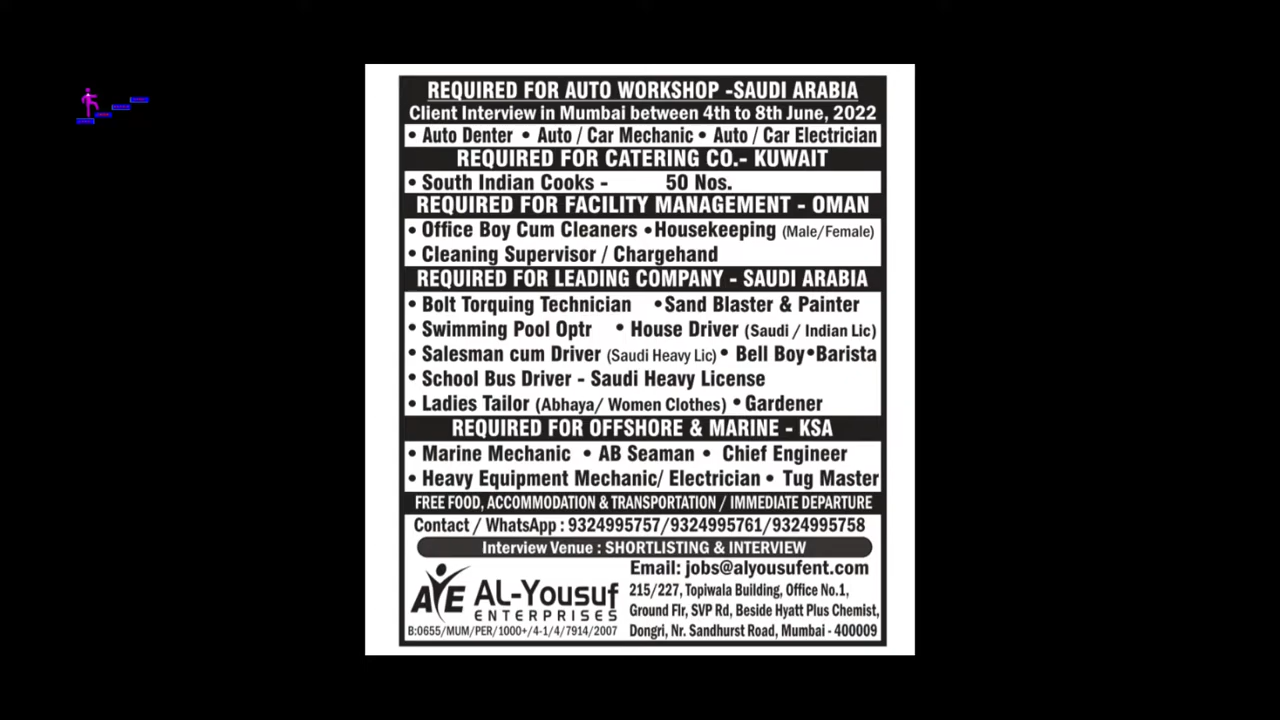 REQUIRED FOR AUTO WORKSHOP -SAUDI ARABIA
Client Interview in Mumbai between 4th to 8th June, 2022
• Auto Denter • Auto / Car Mechanic • Auto / Car Electrician
REQUIRED FOR CATERING CO.- KUWAIT
• South Indian Cooks - 50 Nos.
REQUIRED FOR FACILITY MANAGEMENT - OMAN
• Office Boy Cum Cleaners • Housekeeping (Male/Female)
• Cleaning Supervisor / Chargehand
REQUIRED FOR LEADING COMPANY - SAUDI ARABIA
• Bolt Torquing Technician • Sand Blaster & Painter
• Swimming Pool Optr • House Driver (Saudi / Indian Lic)
• Salesman cum Driver (Saudi Heavy Lic) • Bell Boy • Barista
• School Bus Driver - Saudi Heavy License
• Ladies Tailor (Abhaya/ Women Clothes) • Gardener
REQUIRED FOR OFFSHORE & MARINE - KSA
• Marine Mechanic • AB Seaman • Chief Engineer
• Heavy Equipment Mechanic/ Electrician • Tug Master
FREE FOOD, ACCOMMODATION & TRANSPORTATION / IMMEDIATE DEPARTURE
Contact / WhatsApp : 9324995757/9324995761/9324995758
Interview Venue : SHORTLISTING & INTERVIEW
AYE AL-Yousuf
ENTERPRISES
B:0655/MUM/PER/1000+/4-1/4/7914/2007
Email: jobs@alyousufent.com
215/227, Topiwala Building, Office No.1,
Ground Flr, SVP Rd, Beside Hyatt Plus Chemist,
Dongri, Nr. Sandhurst Road, Mumbai - 400009